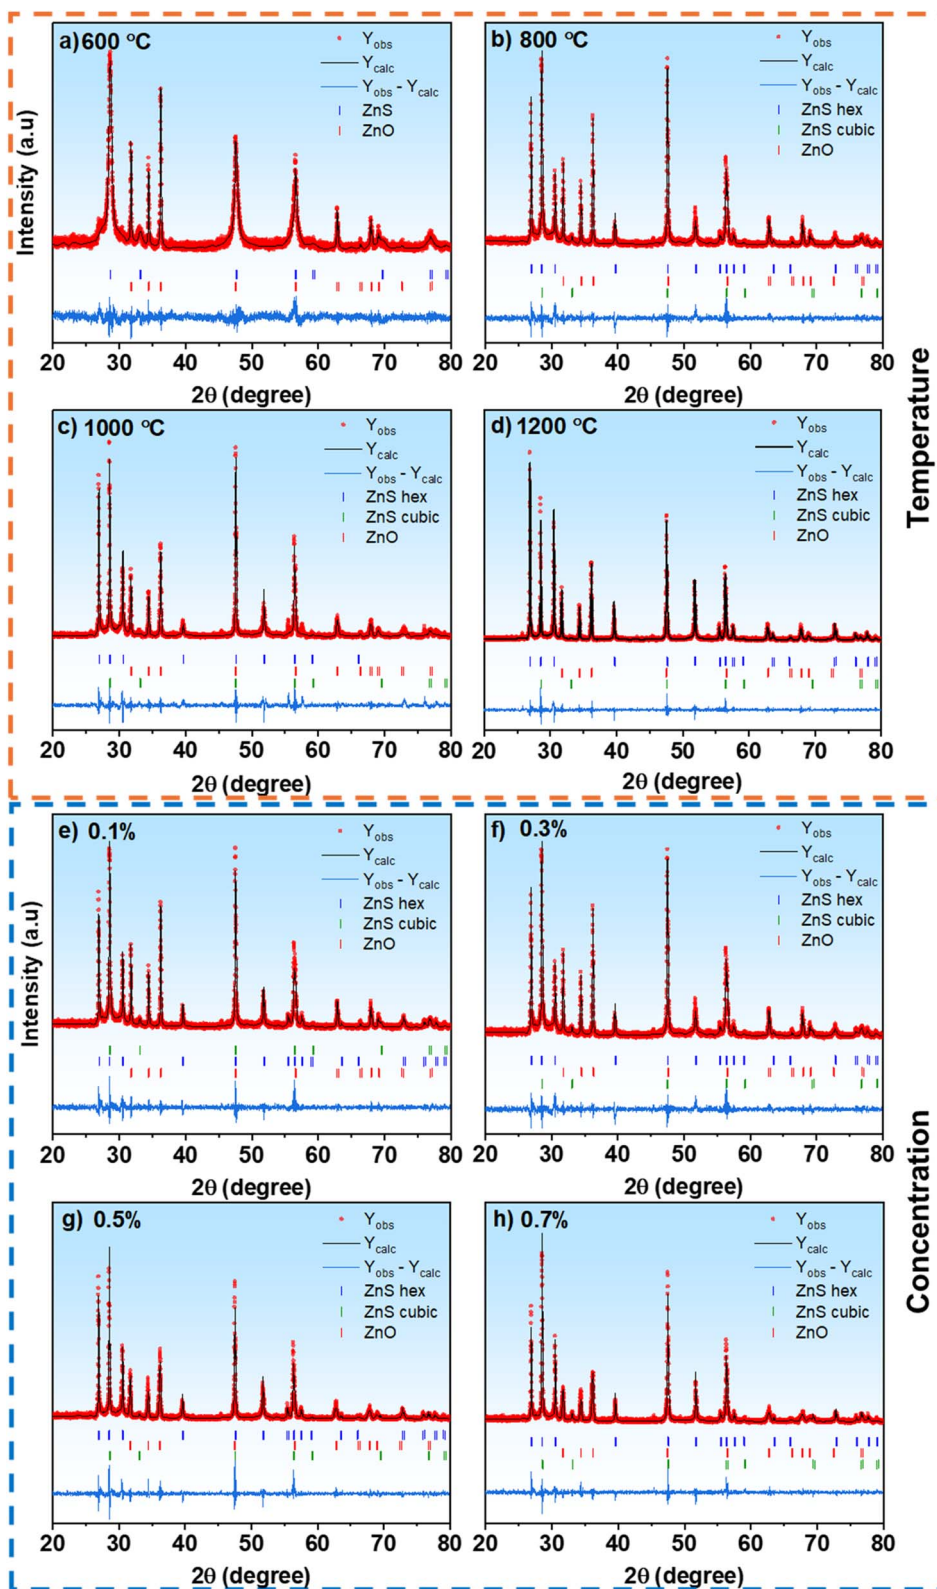 a) 600 °C
Y_obs
Y_calc
Y_obs - Y_calc
ZnS
ZnO
Intensity (a.u)
20 30 40 50 60 70 80
2θ (degree)
b) 800 °C
Y_obs
Y_calc
Y_obs - Y_calc
ZnS hex
ZnS cubic
ZnO
20 30 40 50 60 70 80
2θ (degree)
c) 1000 °C
Y_obs
Y_calc
Y_obs - Y_calc
ZnS hex
ZnS cubic
ZnO
20 30 40 50 60 70 80
2θ (degree)
d) 1200 °C
Y_obs
Y_calc
Y_obs - Y_calc
ZnS hex
ZnS cubic
ZnO
20 30 40 50 60 70 80
2θ (degree)
Temperature
e) 0.1%
Y_obs
Y_calc
Y_obs - Y_calc
ZnS hex
ZnS cubic
ZnO
Intensity (a.u)
20 30 40 50 60 70 80
2θ (degree)
f) 0.3%
Y_obs
Y_calc
Y_obs - Y_calc
ZnS hex
ZnS cubic
ZnO
20 30 40 50 60 70 80
2θ (degree)
g) 0.5%
Y_obs
Y_calc
Y_obs - Y_calc
ZnS hex
ZnS cubic
ZnO
20 30 40 50 60 70 80
2θ (degree)
h) 0.7%
Y_obs
Y_calc
Y_obs - Y_calc
ZnS hex
ZnS cubic
ZnO
20 30 40 50 60 70 80
2θ (degree)
Concentration